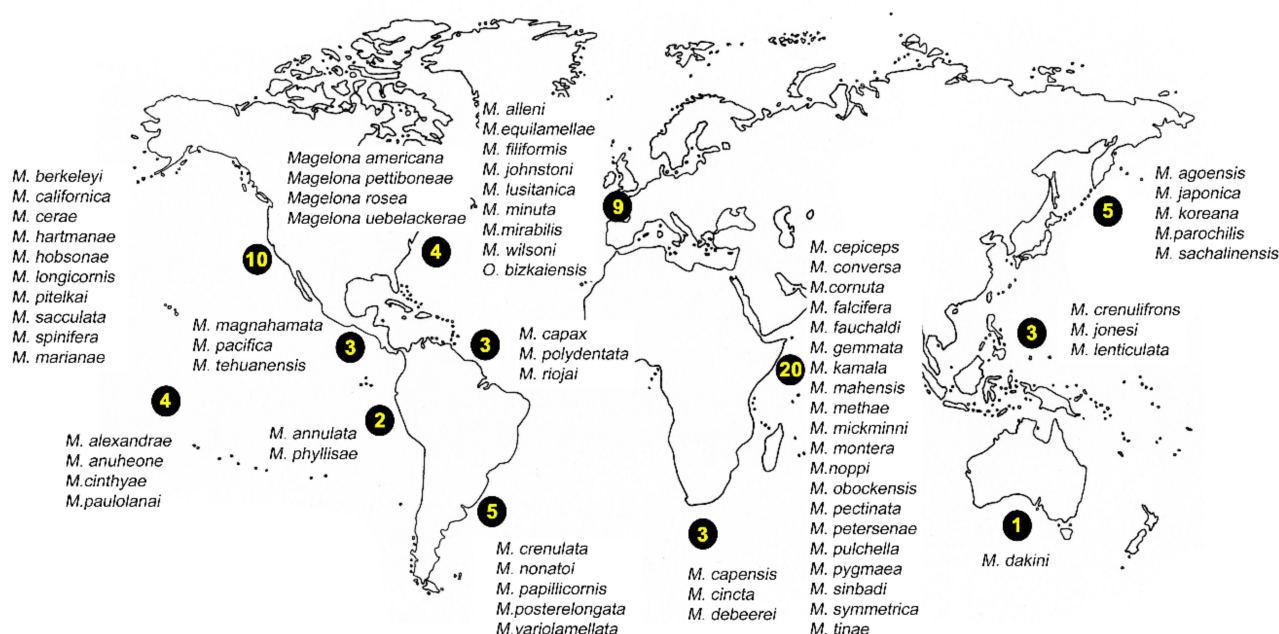 M. berkeleyi
M. californica
M. cerae
M. hartmanae
M. hobsonae
M. longicornis
M. pitelkai
M. sacculata
M. spinifera
M. marianae
10
Magelona americana
Magelona pettiboneae
Magelona rosea
Magelona uebelackerae
4
M. alleni
M.equilamellae
M. filiformis
M. johnstoni
M. lusitanica
M. minuta
M.mirabilis
M. wilsoni
O. bizkaiensis
9
M. agoensis
M. japonica
M. koreana
M.parochilis
M. sachalinensis
5
M. magnahamata
M. pacifica
M. tehuanensis
3
3
M. capax
M. polydentata
M. riojai
M. cepiceps
M. conversa
M.cornuta
M. falcifera
M. fauchaldi
M. gemmata
M. kamala
M. mahensis
M. methae
M. mickminni
M. montera
M.noppi
M. obockensis
M. pectinata
M. petersenae
M. pulchella
M. pygmaea
M. sinbadi
M. symmetrica
M. tinae
20
M. crenulifrons
M. jonesi
M. lenticulata
3
4
M. alexandrae
M. anuheone
M.cinthyae
M.paulolanai
2
M. annulata
M. phyllisae
5
M. crenulata
M. nonatoi
M. papillicornis
M.posterelongata
M.variolamellata
3
M. capensis
M. cincta
M. debeerei
1
M. dakini